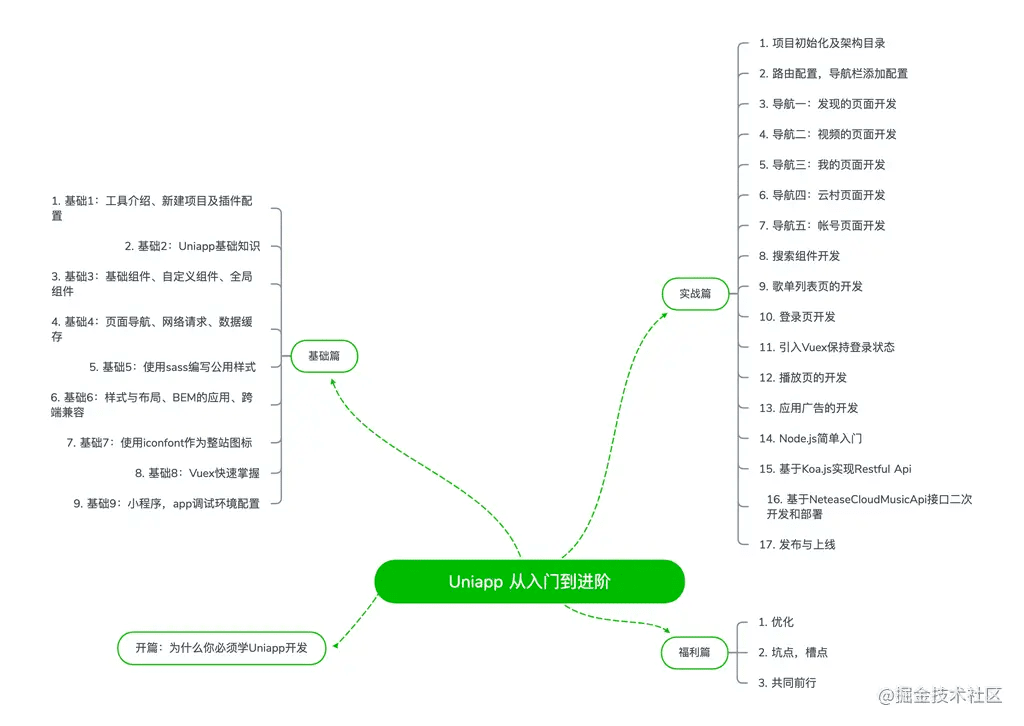 Uniapp 从入门到进阶
开篇：为什么你必须学Uniapp开发
基础篇
1. 基础1：工具介绍、新建项目及插件配
置
2. 基础2：Uniapp基础知识
3. 基础3：基础组件、自定义组件、全局
组件
4. 基础4：页面导航、网络请求、数据缓
存
5. 基础5：使用sass编写公用样式
6. 基础6：样式与布局、BEM的应用、跨
端兼容
7. 基础7：使用iconfont作为整站图标
8. 基础8：Vuex快速掌握
9. 基础9：小程序，app调试环境配置
实战篇
1. 项目初始化及架构目录
2. 路由配置，导航栏添加配置
3. 导航一：发现的页面开发
4. 导航二：视频的页面开发
5. 导航三：我的页面开发
6. 导航四：云村页面开发
7. 导航五：帐号页面开发
8. 搜索组件开发
9. 歌单列表页的开发
10. 登录页开发
11. 引入Vuex保持登录状态
12. 播放页的开发
13. 应用广告的开发
14. Node.js简单入门
15. 基于Koa.js实现Restful Api
16. 基于NeteaseCloudMusicApi接口二次
开发和部署
17. 发布与上线
福利篇
1. 优化
2. 坑点，槽点
3. 共同前行
@掘金技术社区